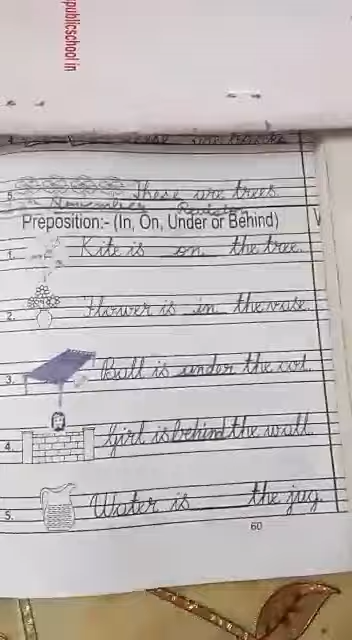 publicschool.in
5. These are trees
Preposition:- (In, On, Under or Behind)
1. Kite is on the tree.
2. Flower is in the vase.
3. Ball is under the cot.
4. Girl is behind the wall.
5. Water is the jug.
60